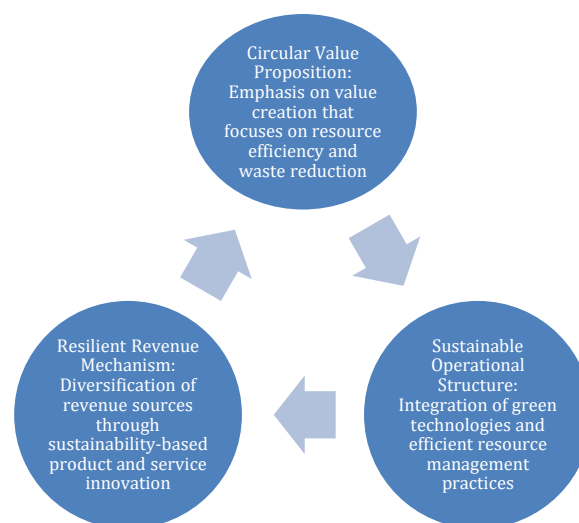 Circular Value
Proposition:
Emphasis on value
creation that
focuses on resource
efficiency and
waste reduction
Sustainable
Operational
Structure:
Integration of green
technologies and
efficient resource
management
practices
Resilient Revenue
Mechanism:
Diversification of
revenue sources
through
sustainability-based
product and service
innovation